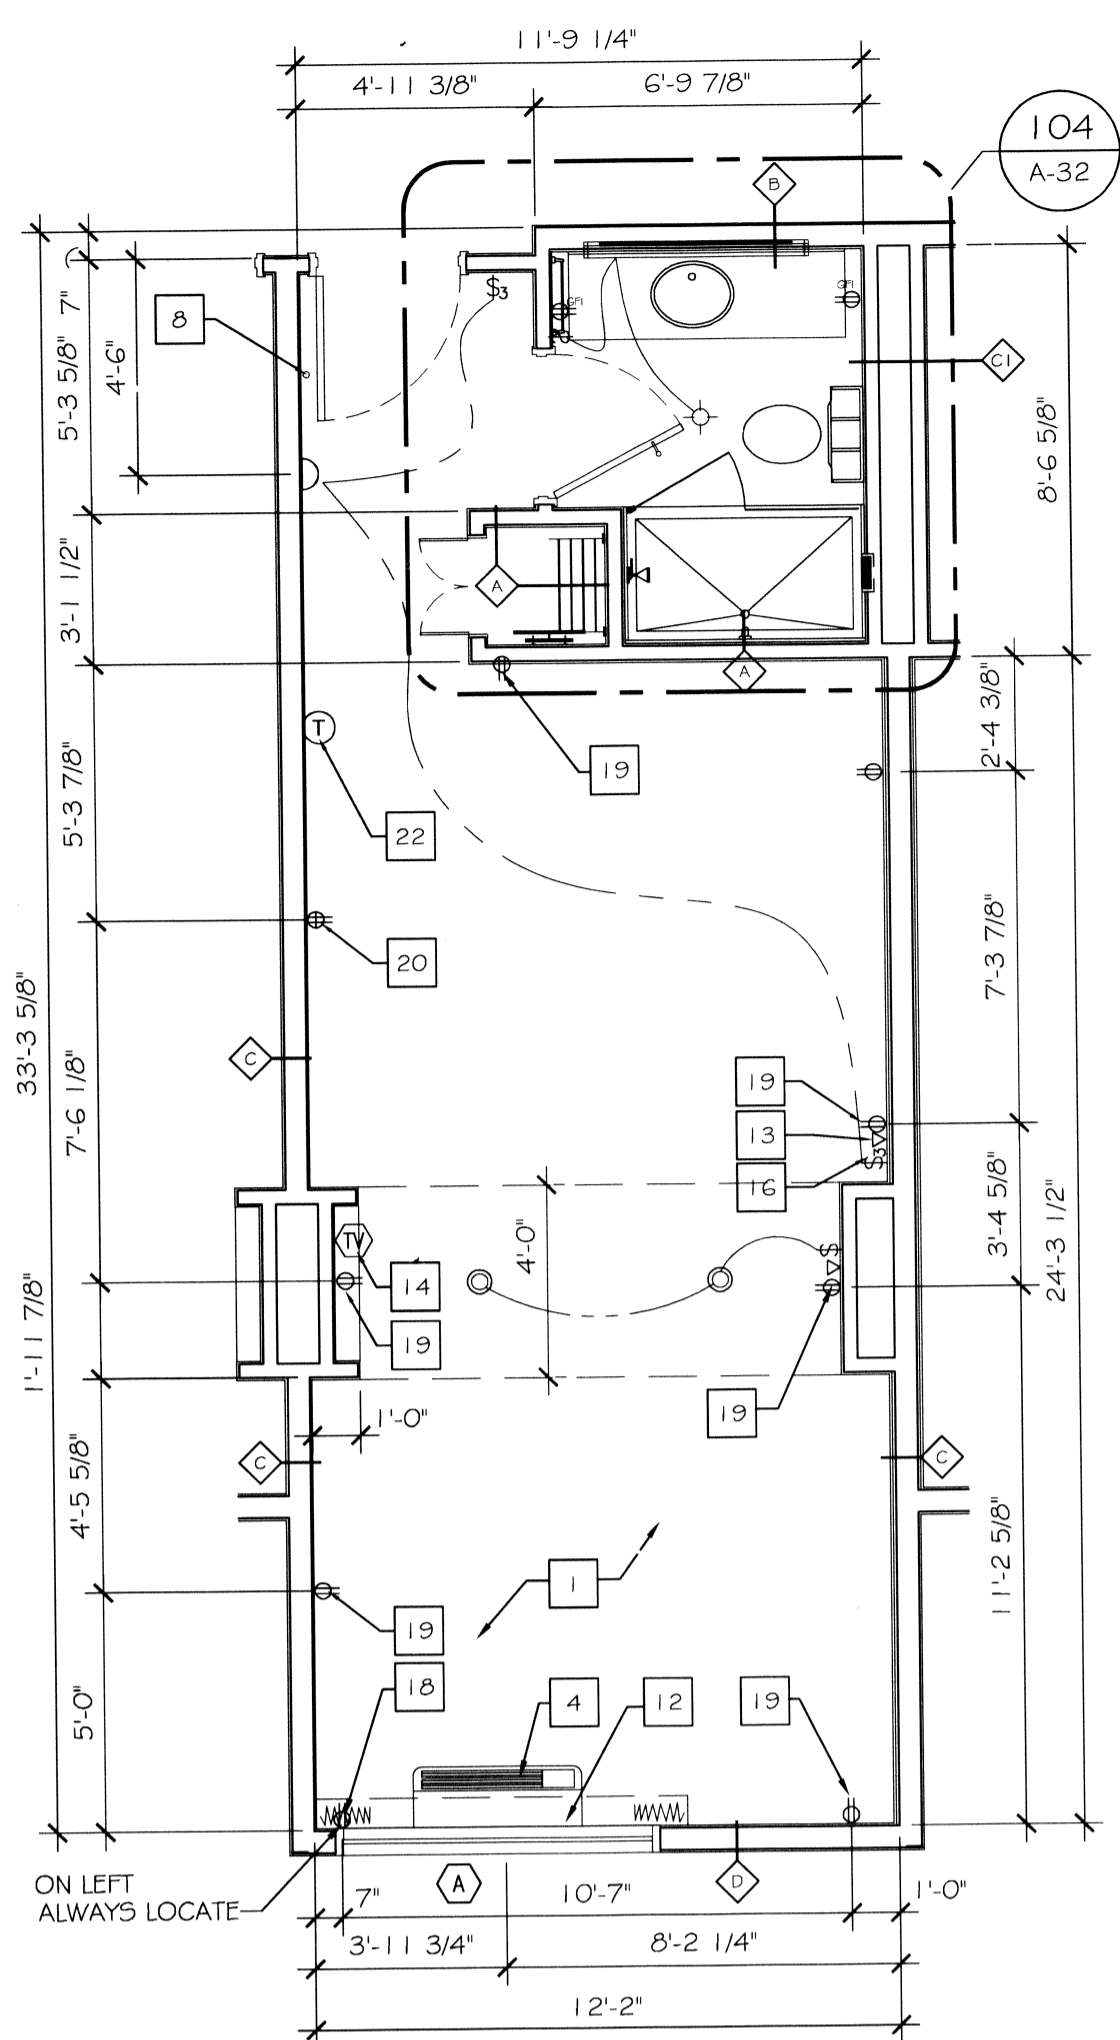 11'-9 1/4"
4'-11 3/8"
6'-9 7/8"
104
A-32
B
7"
$3
GFI
GFI
8
4'-6"
5'-3 5/8"
C1
8'-6 5/8"
3'-1 1/2"
A
A
2'-4 3/8"
T
19
5'-3 7/8"
22
20
7'-3 7/8"
33'-3 5/8"
C
7'-6 1/8"
19
13
16
$3
3'-4 5/8"
24'-3 1/2"
4'-0"
TV
$
14
19
1'-11 7/8"
19
1'-0"
C
C
4'-5 5/8"
11'-2 5/8"
1
19
18
4
12
19
5'-0"
ON LEFT
ALWAYS LOCATE
7"
A
10'-7"
D
1'-0"
3'-11 3/4"
8'-2 1/4"
12'-2"